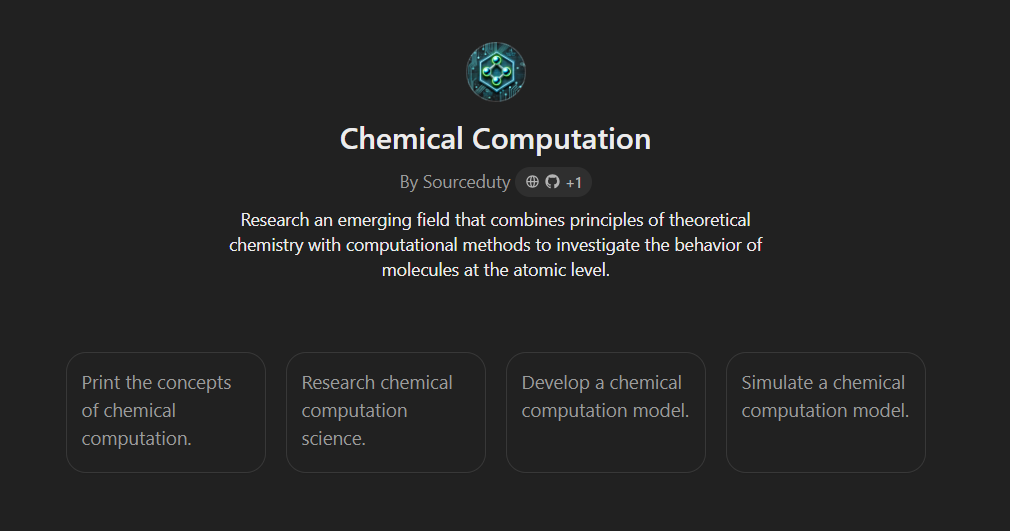 Chemical Computation
By Sourceduty +1
Research an emerging field that combines principles of theoretical
chemistry with computational methods to investigate the behavior of
molecules at the atomic level.
Print the concepts
of chemical
computation.
Research chemical
computation
science.
Develop a chemical
computation model.
Simulate a chemical
computation model.